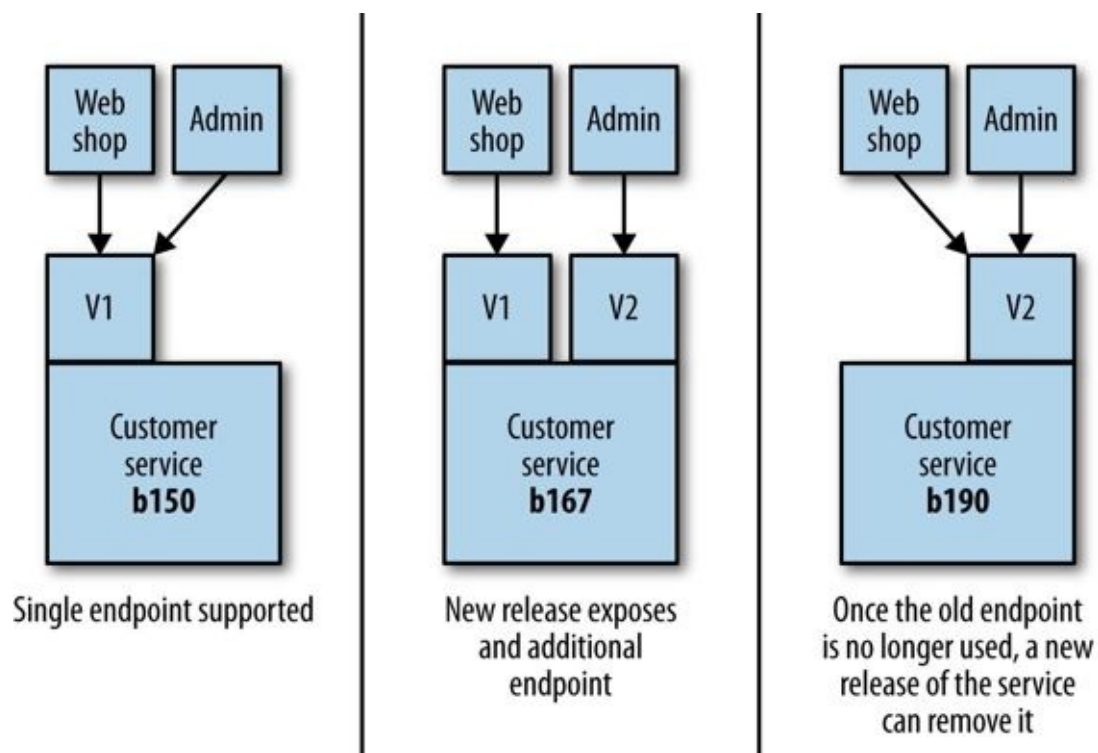 Web
shop
Admin
V1
Customer
service
b150
Single endpoint supported
Web
shop
Admin
V1
V2
Customer
service
b167
New release exposes
and additional
endpoint
Web
shop
Admin
V2
Customer
service
b190
Once the old endpoint
is no longer used, a new
release of the service
can remove it